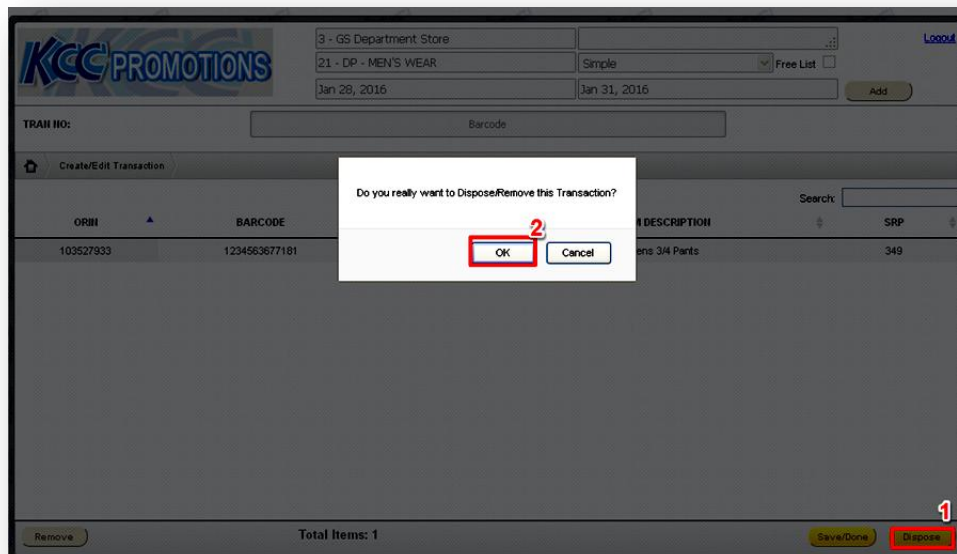 KCC PROMOTIONS
3 - GS Department Store
Logout
21 - DP - MEN'S WEAR
Simple
Free List
Jan 28, 2016
Jan 31, 2016
Add
TRAN NO:
Barcode
Create/Edit Transaction
Do you really want to Dispose/Remove this Transaction?
2
OK
Cancel
Search:
ORIN
BARCODE
DESCRIPTION
SRP
103527933
1234563677181
3/4 Pants
349
1
Remove
Total Items: 1
Save/Done
Dispose